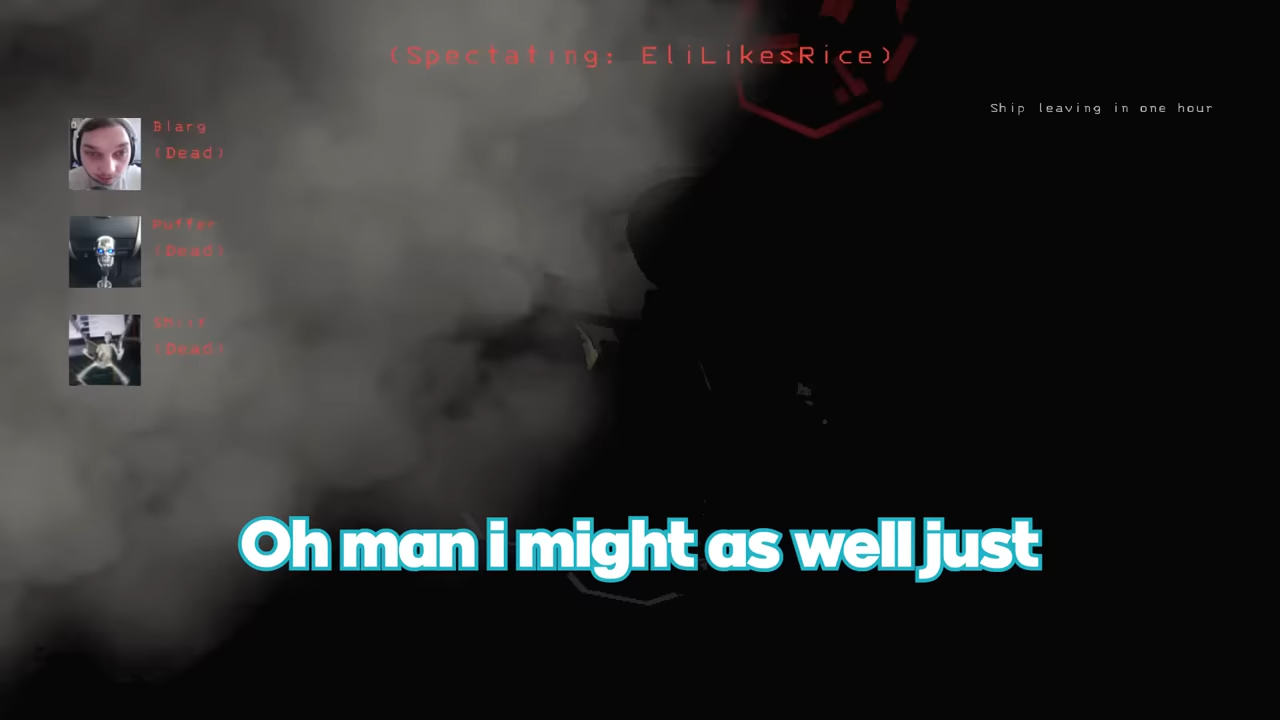 (Spectating: EliLikesRice)
Ship leaving in one hour
Blarg
(Dead)
Puffer
(Dead)
(Dead)
Oh man i might as well just